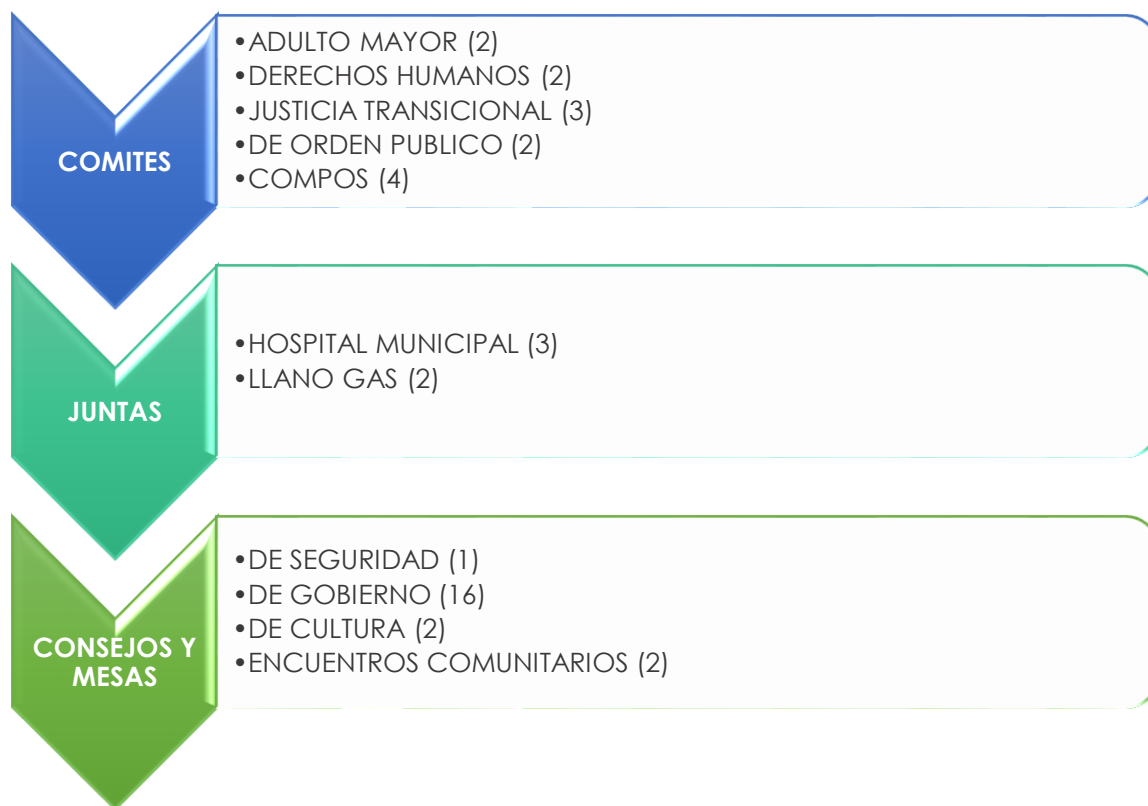 COMITES
•ADULTO MAYOR (2)
•DERECHOS HUMANOS (2)
•JUSTICIA TRANSICIONAL (3)
•DE ORDEN PUBLICO (2)
•COMPOS (4)
JUNTAS
•HOSPITAL MUNICIPAL (3)
•LLANO GAS (2)
CONSEJOS Y
MESAS
•DE SEGURIDAD (1)
•DE GOBIERNO (16)
•DE CULTURA (2)
•ENCUENTROS COMUNITARIOS (2)